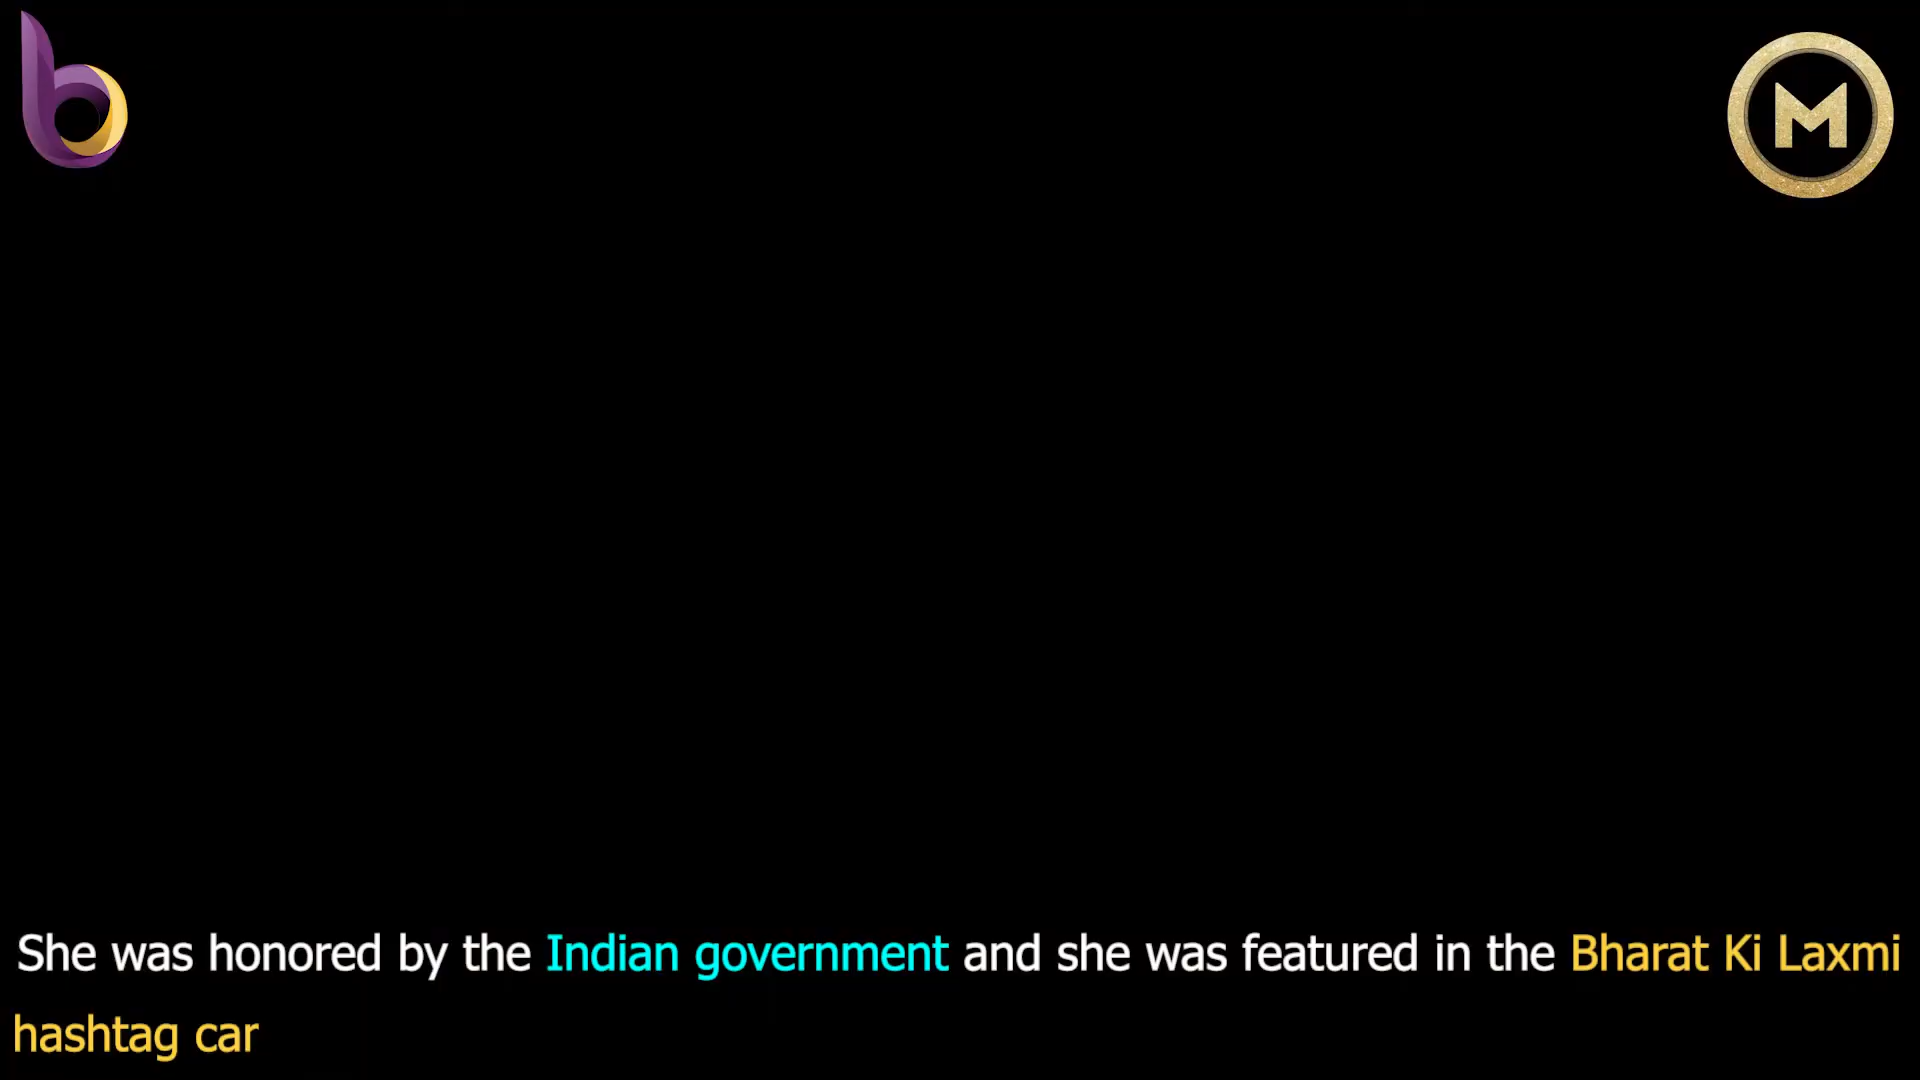 M
She was honored by the Indian government and she was featured in the Bharat Ki Laxmi
hashtag car